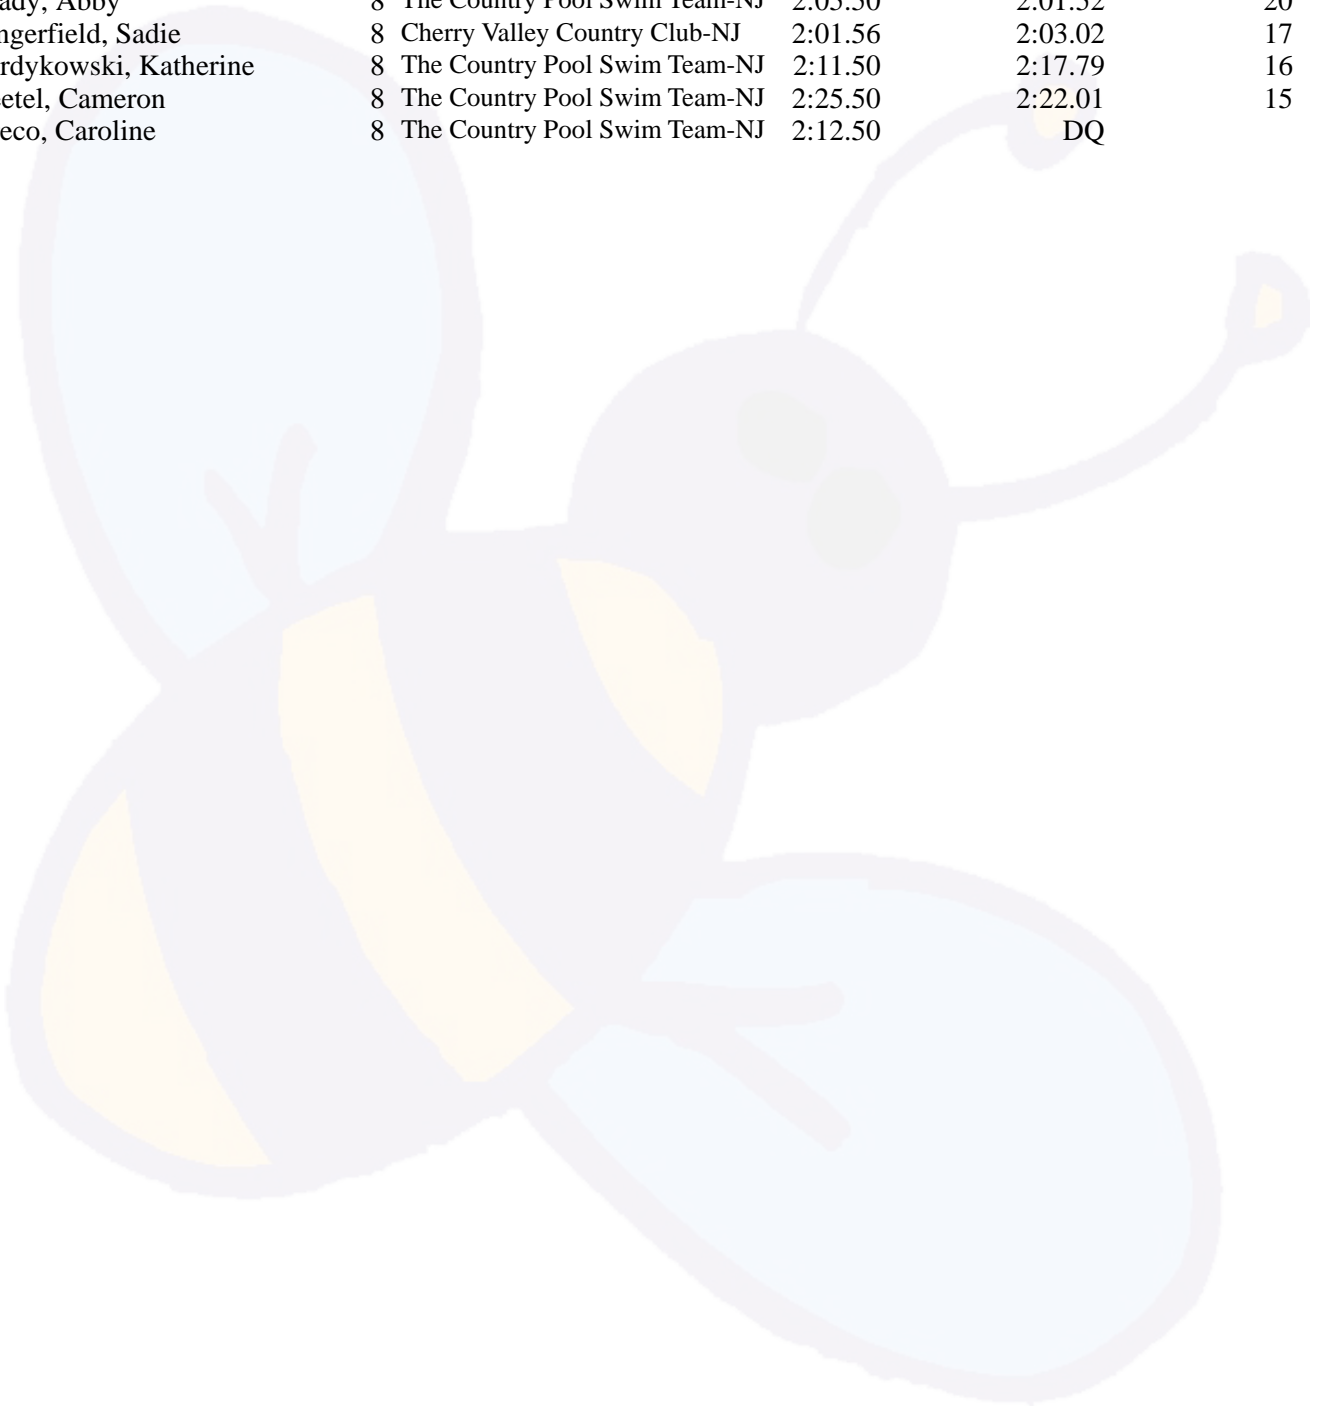 ady, Abby 8 The Country Pool Swim Team-NJ 2:05.50 2:01.52 20
ngerfield, Sadie 8 Cherry Valley Country Club-NJ 2:01.56 2:03.02 17
rdykowski, Katherine 8 The Country Pool Swim Team-NJ 2:11.50 2:17.79 16
etel, Cameron 8 The Country Pool Swim Team-NJ 2:25.50 2:22.01 15
eco, Caroline 8 The Country Pool Swim Team-NJ 2:12.50 DQ